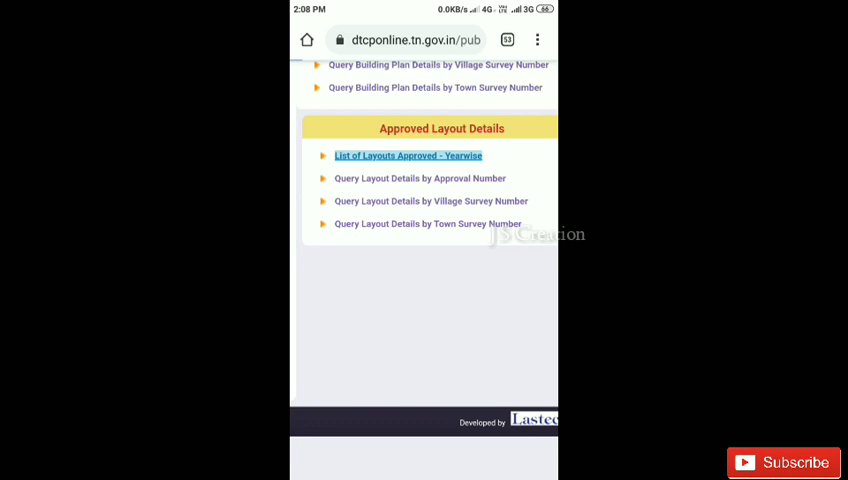 2:08 PM
0.0KB/s 4G 3G 66
dtcponline.tn.gov.in/pub
53
Query Building Plan Details by Village Survey Number
Query Building Plan Details by Town Survey Number
Approved Layout Details
List of Layouts Approved - Yearwise
Query Layout Details by Approval Number
Query Layout Details by Village Survey Number
Query Layout Details by Town Survey Number
JS Creation
Developed by Lastec
Subscribe